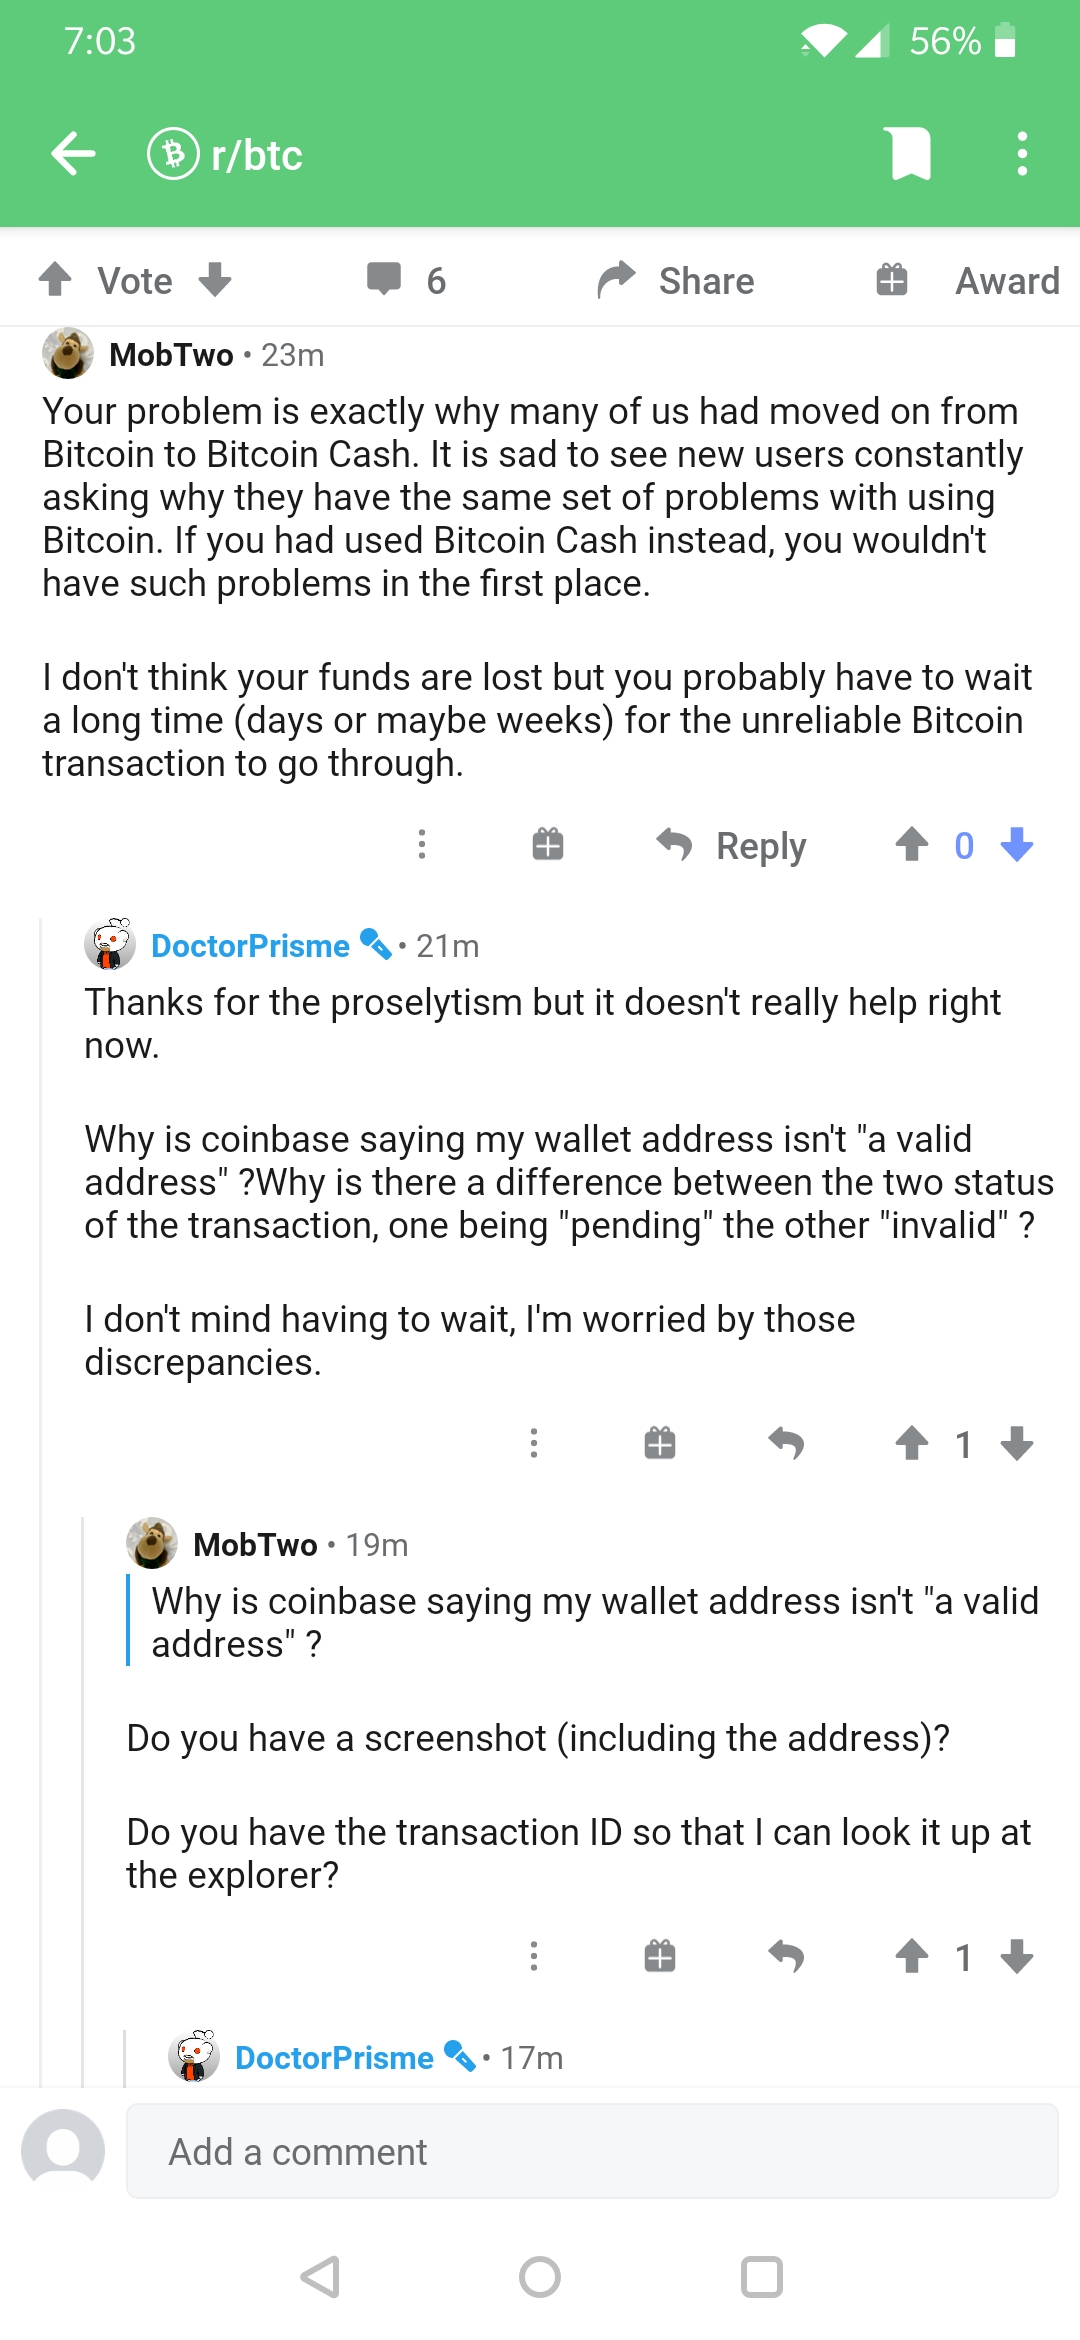 7:03
56%
r/btc
Vote
6
Share
Award
MobTwo • 23m
Your problem is exactly why many of us had moved on from
Bitcoin to Bitcoin Cash. It is sad to see new users constantly
asking why they have the same set of problems with using
Bitcoin. If you had used Bitcoin Cash instead, you wouldn't
have such problems in the first place.
I don't think your funds are lost but you probably have to wait
a long time (days or maybe weeks) for the unreliable Bitcoin
transaction to go through.
Reply
0
DoctorPrisme • 21m
Thanks for the proselytism but it doesn't really help right
now.
Why is coinbase saying my wallet address isn't "a valid
address" ?Why is there a difference between the two status
of the transaction, one being "pending" the other "invalid" ?
I don't mind having to wait, I'm worried by those
discrepancies.
1
MobTwo • 19m
Why is coinbase saying my wallet address isn't "a valid
address" ?
Do you have a screenshot (including the address)?
Do you have the transaction ID so that I can look it up at
the explorer?
1
DoctorPrisme • 17m
Add a comment